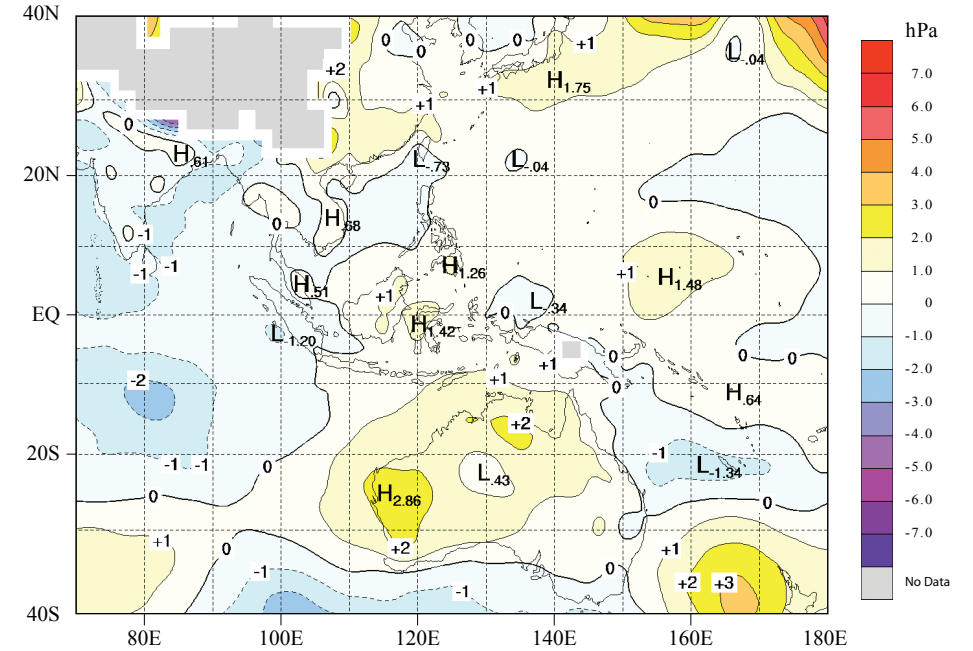 40N
hPa
0 0 0 0 +1 L-.04
+2 H1.75 7.0
+1 +1 6.0
0 5.0
H.61 L-.73 L-.04 4.0
20N 0 3.0
0 H.68 2.0
-1 H1.26 +1 H1.48 1.0
-1 -1 H.51 +1 L-.34 0
EQ H1.42 0 -1.0
L-1.20 0 0 0
-2 +1 +1 0 H.64 -2.0
-3.0
+2 -4.0
20S -1 -1 0 L.43 -1 L-1.34 -5.0
0 H2.86 0 -6.0
+1 0 +2 +1 -7.0
-1 -1 0 +2 +3 No Data
40S
80E 100E 120E 140E 160E 180E